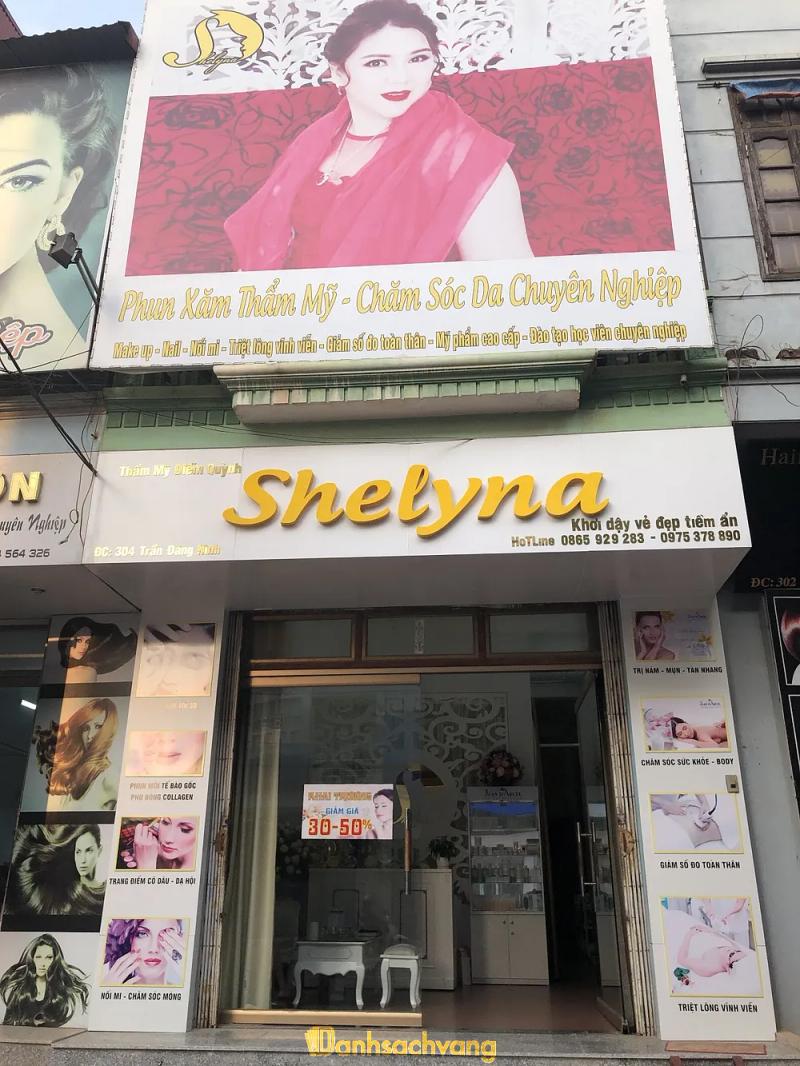 Shelyna
Phun Xăm Thẩm Mỹ - Chăm Sóc Da Chuyên Nghiệp
Make up - Nail - Nối mi - Triệt lông vĩnh viễn - Giảm số đo toàn thân - Mỹ phẩm cao cấp - Đào tạo học viên chuyên nghiệp
Thẩm Mỹ Diễn Quỳnh
Shelyna
Khơi dậy vẻ đẹp tiềm ẩn
HOTLine 0865 929 283 - 0975 378 890
ĐC: 304 Trần Đăng Ninh
ỆP
ON
uyên Nghiệp
564 326
Hair
ĐC: 302
PHUN MÔI TẾ BÀO GỐC
PHỦ BÓNG COLLAGEN
TRANG ĐIỂM CÔ DÂU - DẠ HỘI
NỐI MI - CHĂM SÓC MÓNG
KHAI TRƯƠNG
GIẢM GIÁ
30-50%
TRỊ NÁM - MỤN - TÀN NHANG
CHĂM SÓC SỨC KHỎE - BODY
GIẢM SỐ ĐO TOÀN THÂN
TRIỆT LÔNG VĨNH VIỄN
Danhsachvang